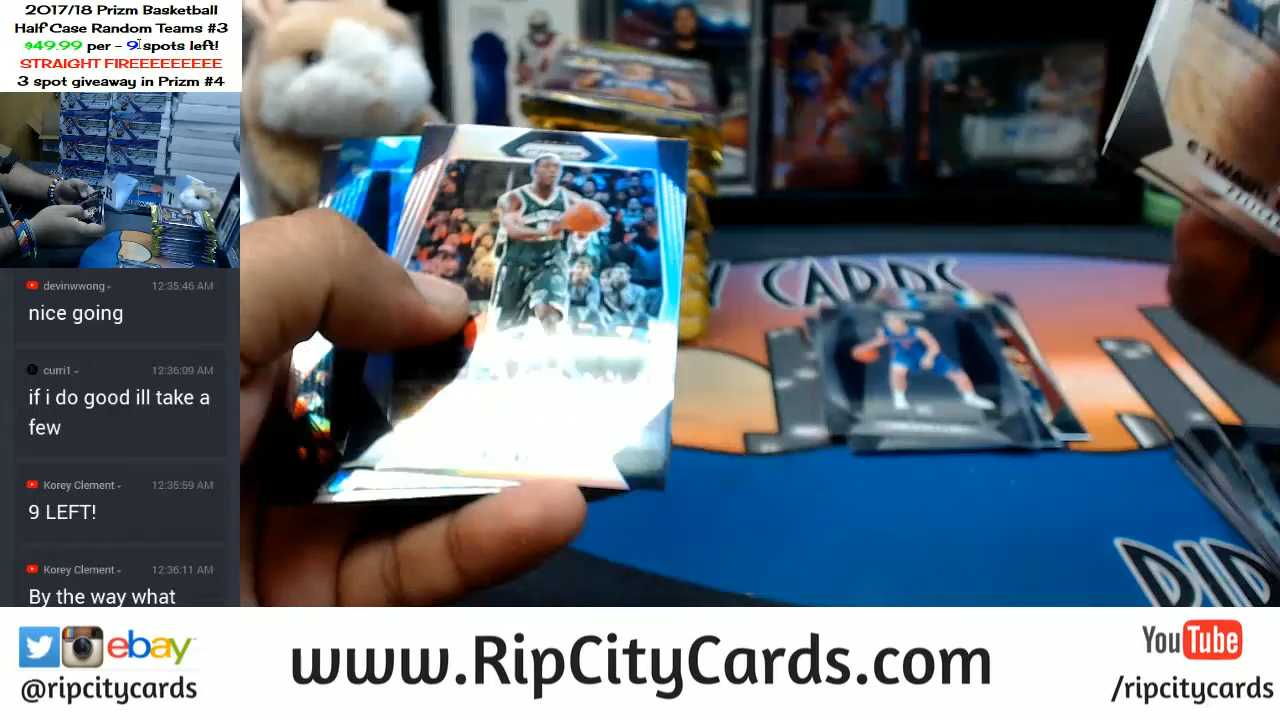 2017/18 Prizm Basketball
Half Case Random Teams #3
$49.99 per - 9 spots left!
STRAIGHT FIREEEEEEEEE
3 spot giveaway in Prizm #4
devinwwong
12:35:46 AM
nice going
curri1
12:36:09 AM
if i do good ill take a
few
Korey Clement
12:35:59 AM
9 LEFT!
Korey Clement
12:36:11 AM
By the way what
Y CARDS
RIP
ebay
@ripcitycards
www.RipCityCards.com
YouTube
/ripcitycards